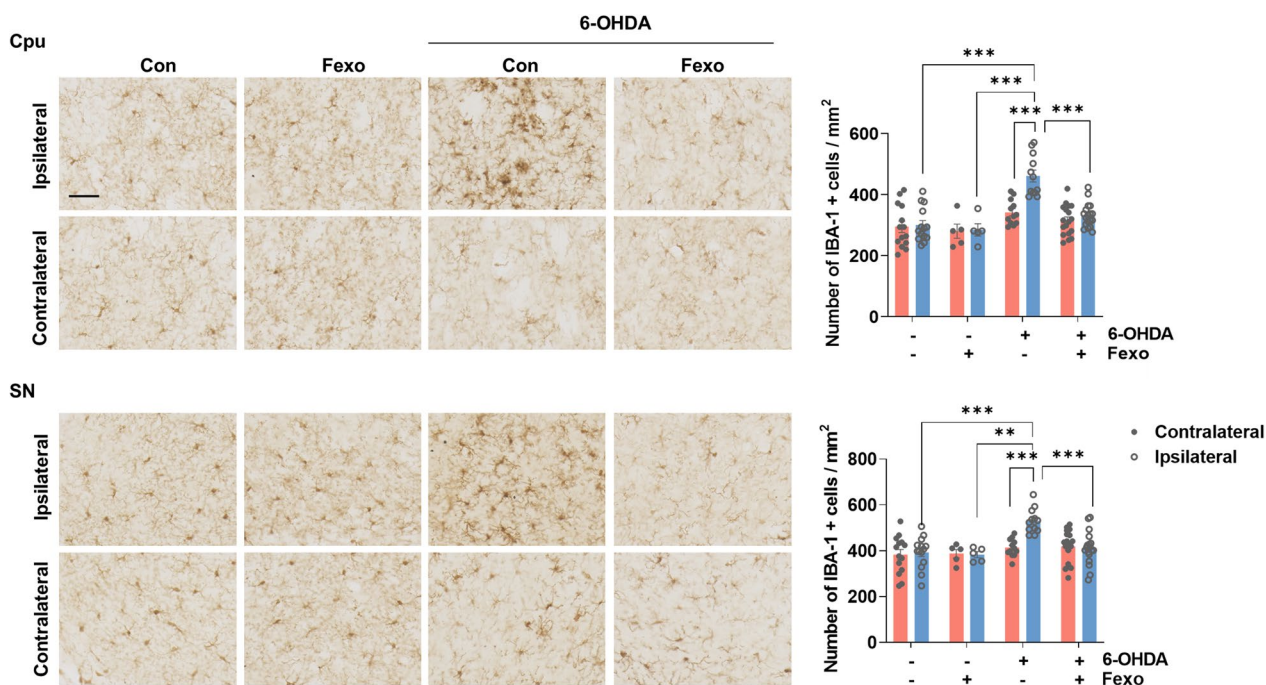 6-OHDA
Cpu
Con Fexo Con Fexo
Ipsilateral
Contralateral
Number of IBA-1 + cells / mm²
600
400
200
0
*** 
***
*** ***
- - + + 6-OHDA
- + - + Fexo
SN
Ipsilateral
Contralateral
Number of IBA-1 + cells / mm²
800
600
400
200
0
***
**
*** ***
- - + + 6-OHDA
- + - + Fexo
Contralateral
Ipsilateral